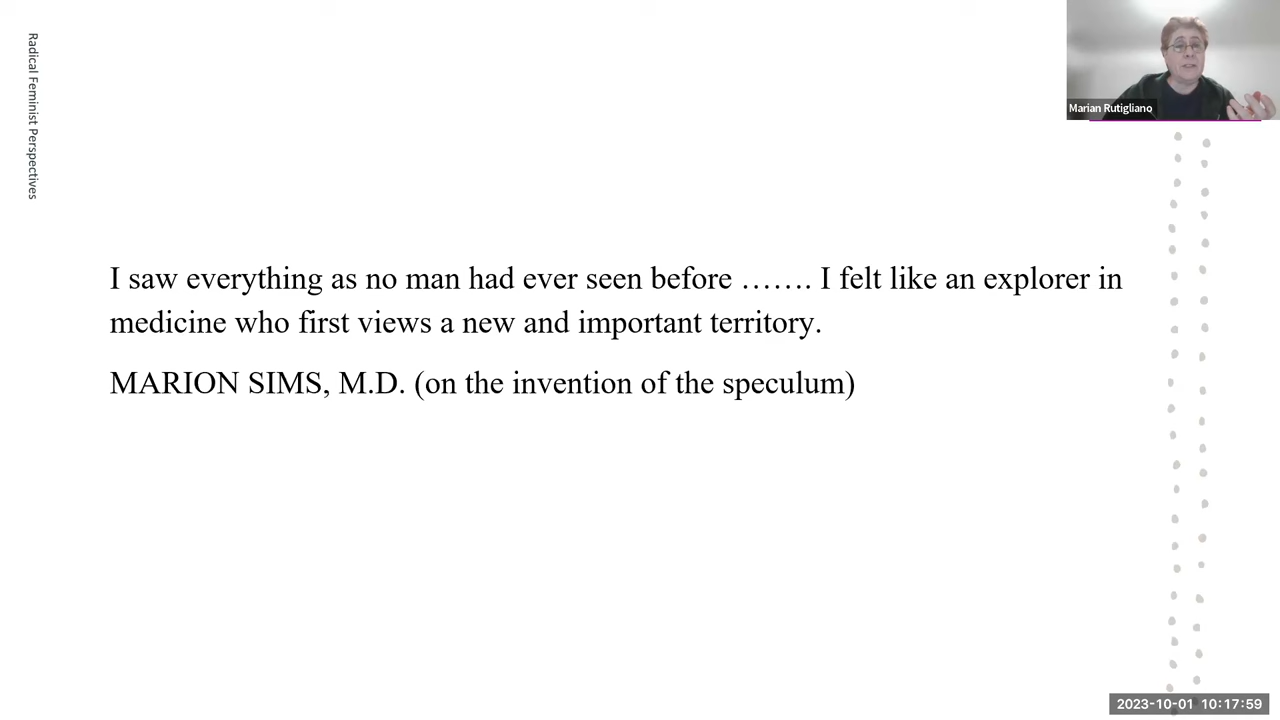 Radical Feminist Perspectives
Marian Rutigliano
I saw everything as no man had ever seen before ……. I felt like an explorer in
medicine who first views a new and important territory.
MARION SIMS, M.D. (on the invention of the speculum)
2023-10-01 10:17:59